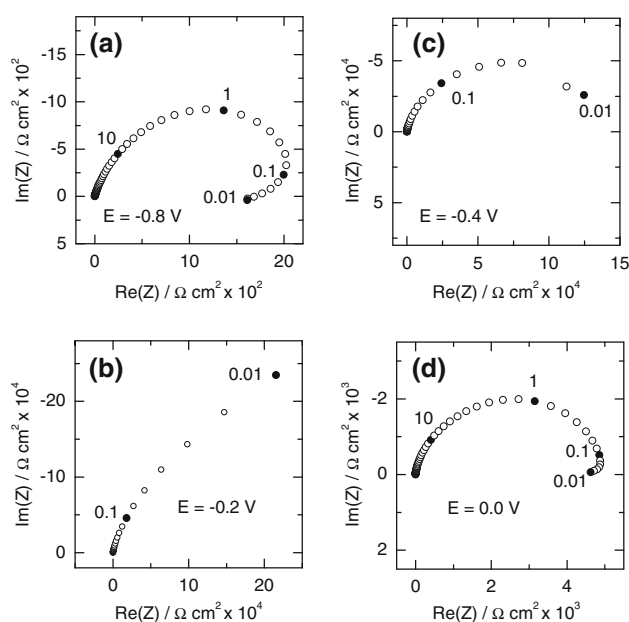 (a)
-15
-10
-5
0
5
Im(Z) / Ω cm² x 10²
1
10
0.1
0.01
E = -0.8 V
0 10 20
Re(Z) / Ω cm² x 10²
(c)
-5
0
5
Im(Z) / Ω cm² x 10⁴
0.1
0.01
E = -0.4 V
0 5 10 15
Re(Z) / Ω cm² x 10⁴
(b)
-20
-10
0
Im(Z) / Ω cm² x 10⁴
0.01
0.1
E = -0.2 V
0 5 10 15 20
Re(Z) / Ω cm² x 10⁴
(d)
-2
0
2
Im(Z) / Ω cm² x 10³
1
10
0.1
0.01
E = 0.0 V
0 2 4
Re(Z) / Ω cm² x 10³